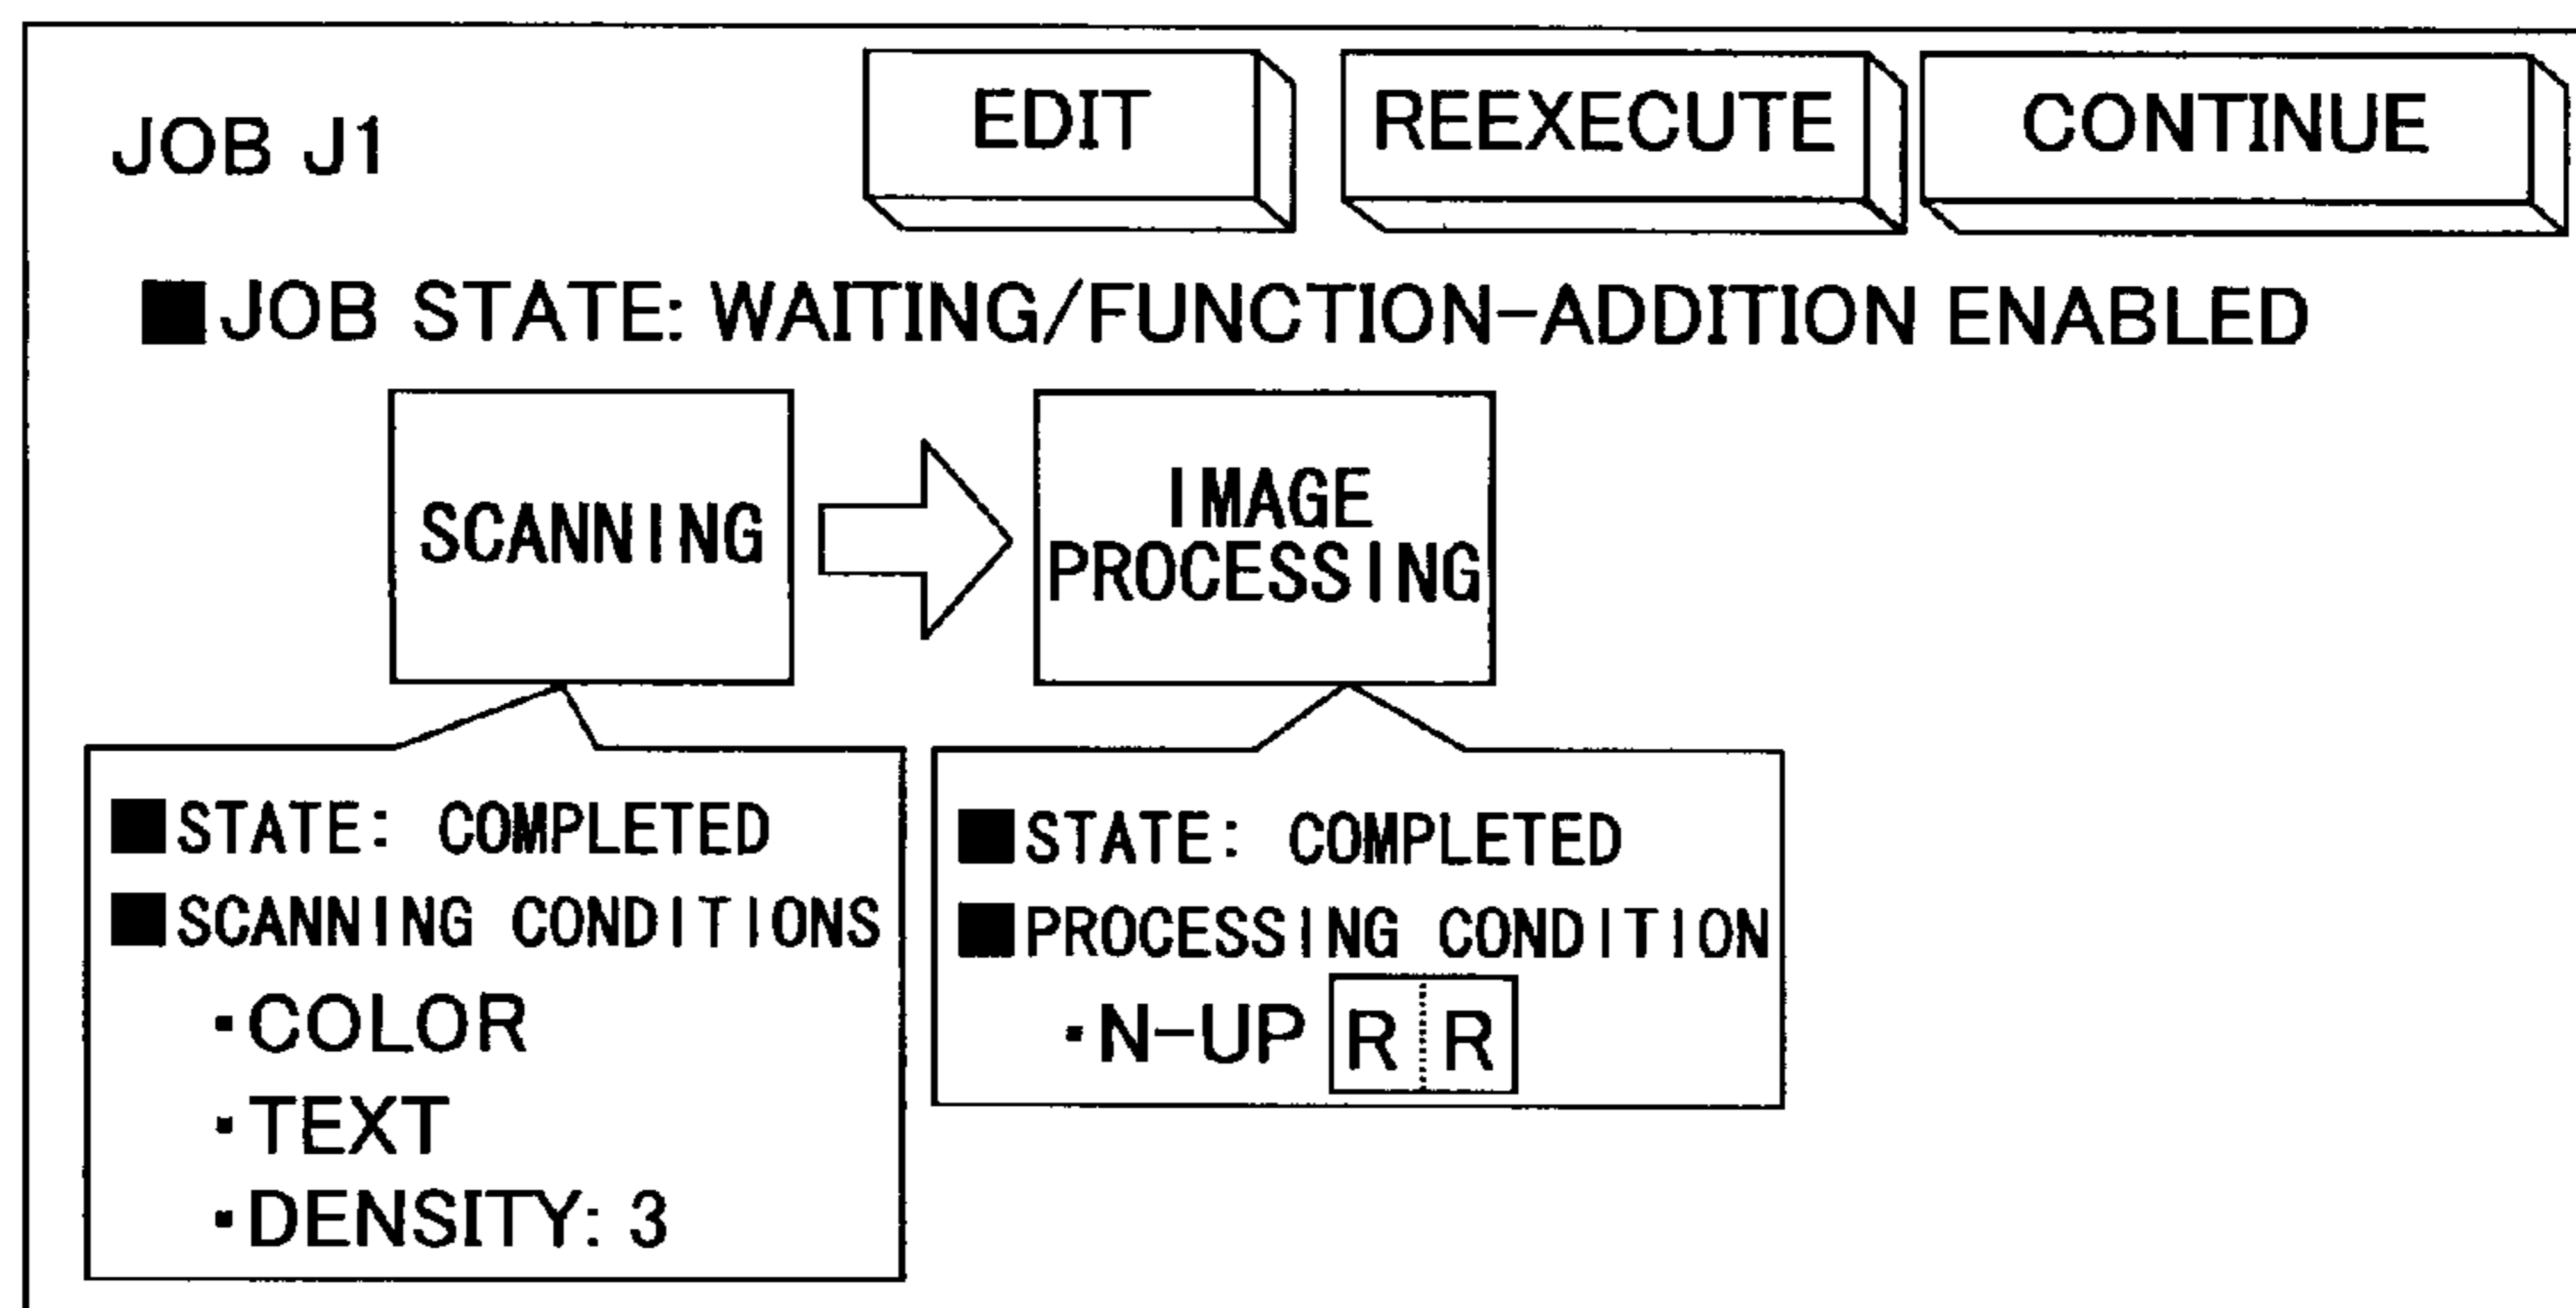 JOB J1
EDIT
REEXECUTE
CONTINUE
■JOB STATE: WAITING/FUNCTION-ADDITION ENABLED
SCANNING
IMAGE
PROCESSING
■STATE: COMPLETED
■SCANNING CONDITIONS
・COLOR
・TEXT
・DENSITY: 3
■STATE: COMPLETED
■PROCESSING CONDITION
・N-UP R R